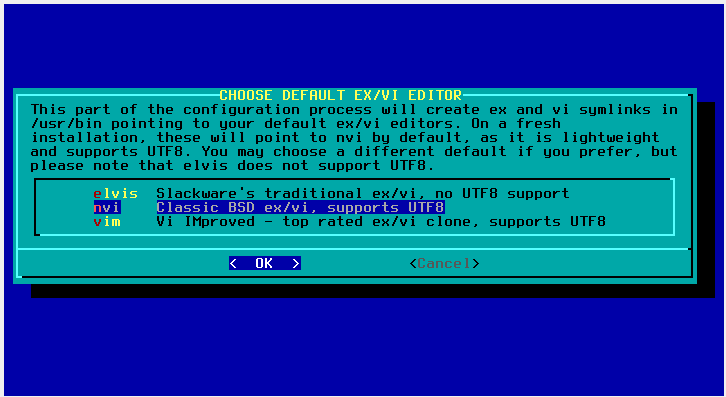 CHOOSE DEFAULT EX/VI EDITOR
This part of the configuration process will create ex and vi symlinks in
/usr/bin pointing to your default ex/vi editors. On a fresh
installation, these will point to nvi by default, as it is lightweight
and supports UTF8. You may choose a different default if you prefer, but
please note that elvis does not support UTF8.
elvis Slackware's traditional ex/vi, no UTF8 support
nvi Classic BSD ex/vi, supports UTF8
vim Vi IMproved - top rated ex/vi clone, supports UTF8
< OK > <Cancel>